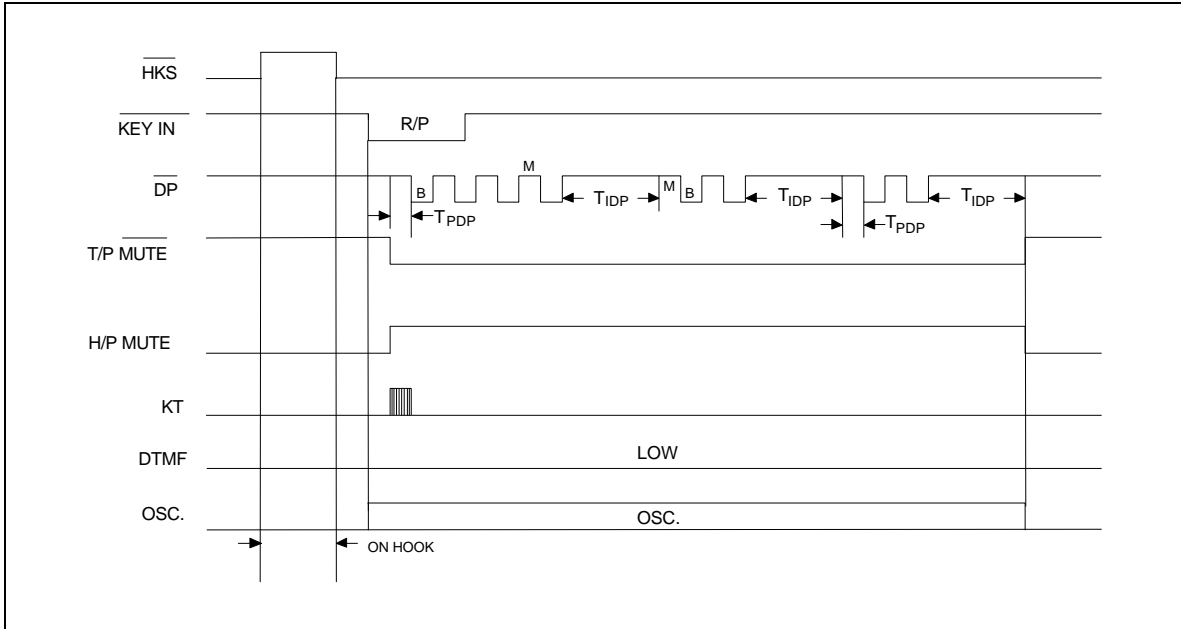 HKS
KEY IN
R/P
DP
B
M
T_IDP
M
B
T_IDP
T_IDP
T_PDP
T_PDP
T/P MUTE
H/P MUTE
KT
DTMF
LOW
OSC.
OSC.
ON HOOK